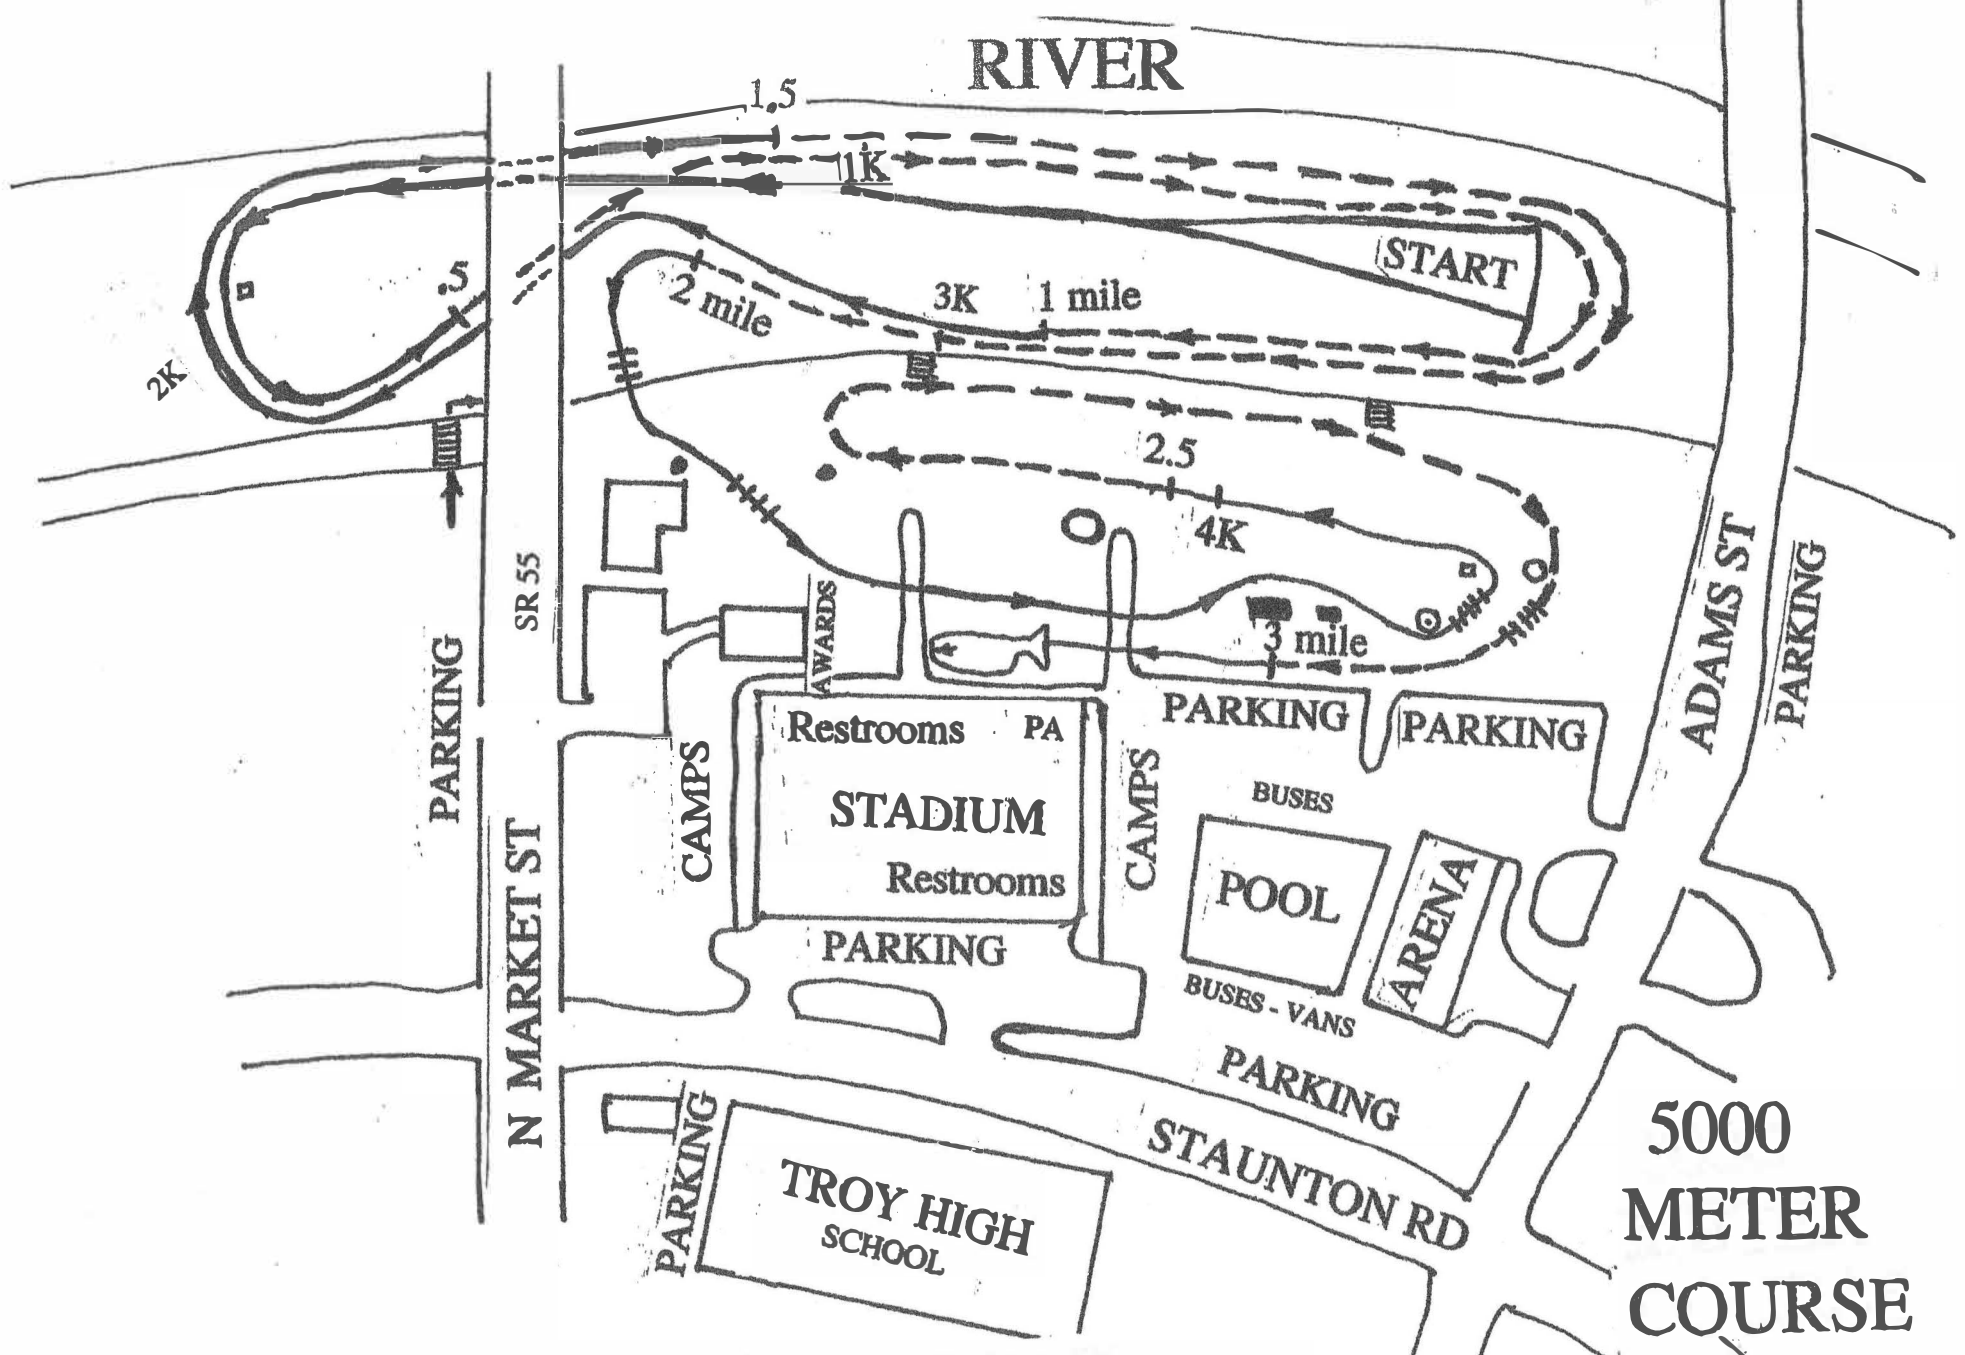 RIVER
1.5
1K
START
.5
2 mile
3K
1 mile
2K
2.5
4K
SR 55
AWARDS
3 mile
ADAMS ST
PARKING
PARKING
PARKING
PARKING
Restrooms
PA
CAMPS
STADIUM
CAMPS
BUSES
Restrooms
POOL
ARENA
N MARKET ST
PARKING
BUSES - VANS
PARKING
STAUNTON RD
PARKING
TROY HIGH
SCHOOL
5000
METER
COURSE